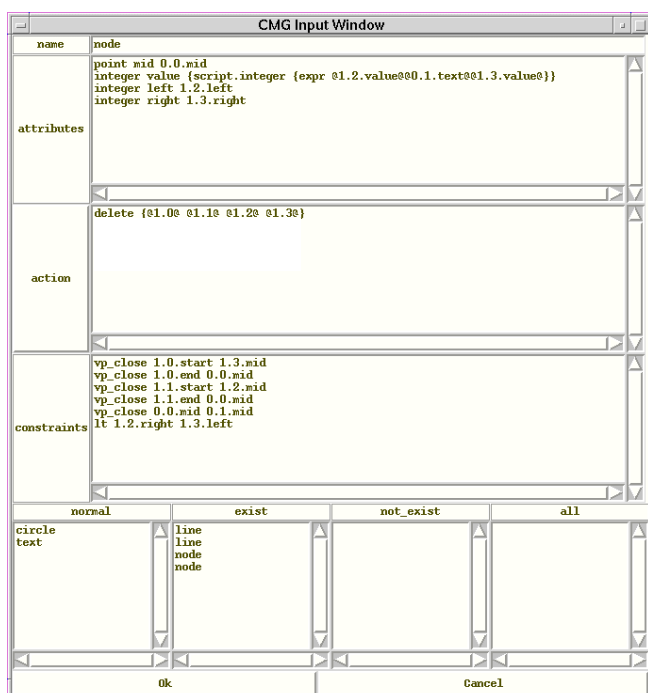 CMG Input Window
name
node
attributes
point mid 0.0.mid
integer value {script.integer {expr @1.2.value@@0.1.text@@1.3.value@}}
integer left 1.2.left
integer right 1.3.right
action
delete {@1.0@ @1.1@ @1.2@ @1.3@}
constraints
vp_close 1.0.start 1.3.mid
vp_close 1.0.end 0.0.mid
vp_close 1.1.start 1.2.mid
vp_close 1.1.end 0.0.mid
vp_close 0.0.mid 0.1.mid
lt 1.2.right 1.3.left
normal
exist
not_exist
all
circle
text
line
line
node
node
Ok
Cancel